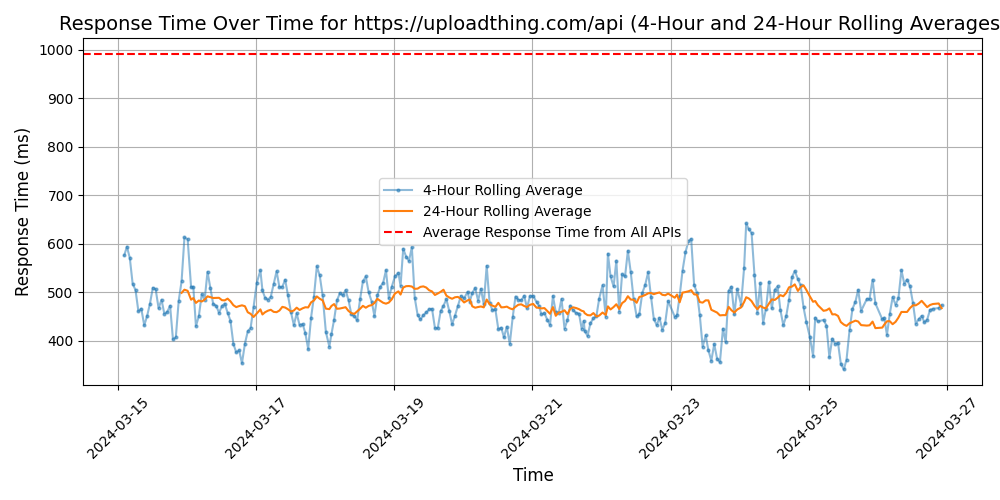 Response Time Over Time for https://uploadthing.com/api (4-Hour and 24-Hour Rolling Averages
Response Time (ms)
1000
900
800
700
600
500
400
4-Hour Rolling Average
24-Hour Rolling Average
Average Response Time from All APIs
2024-03-15
2024-03-17
2024-03-19
2024-03-21
2024-03-23
2024-03-25
2024-03-27
Time